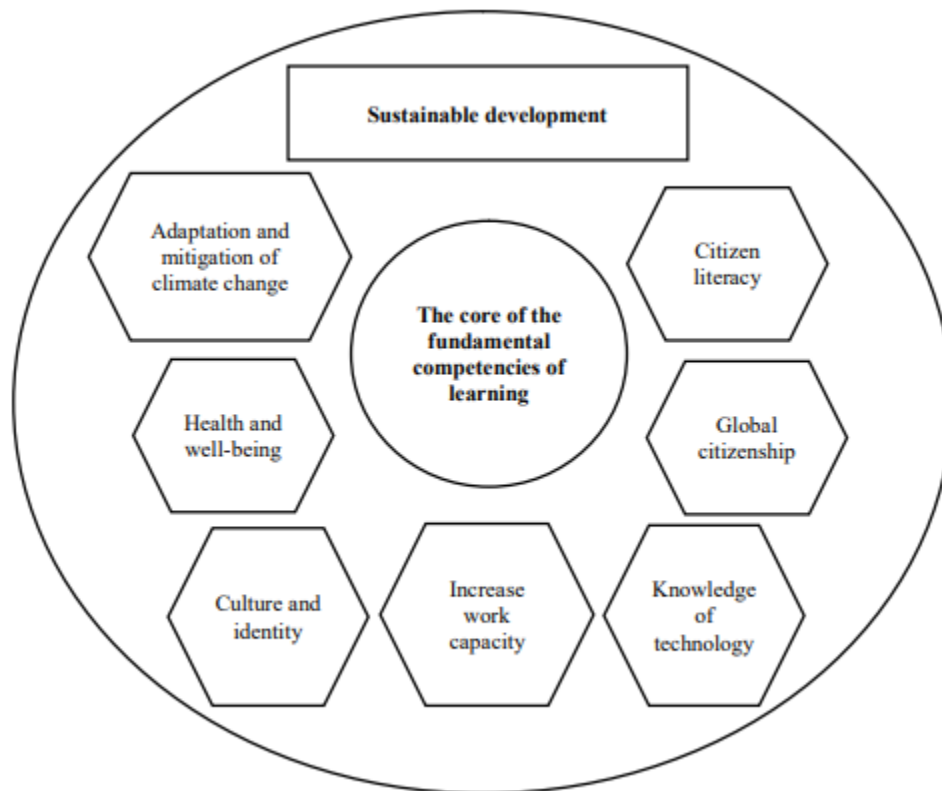 Sustainable development
Adaptation and
mitigation of
climate change
Citizen
literacy
The core of the
fundamental
competencies of
learning
Health and
well-being
Global
citizenship
Culture and
identity
Increase
work
capacity
Knowledge
of
technology